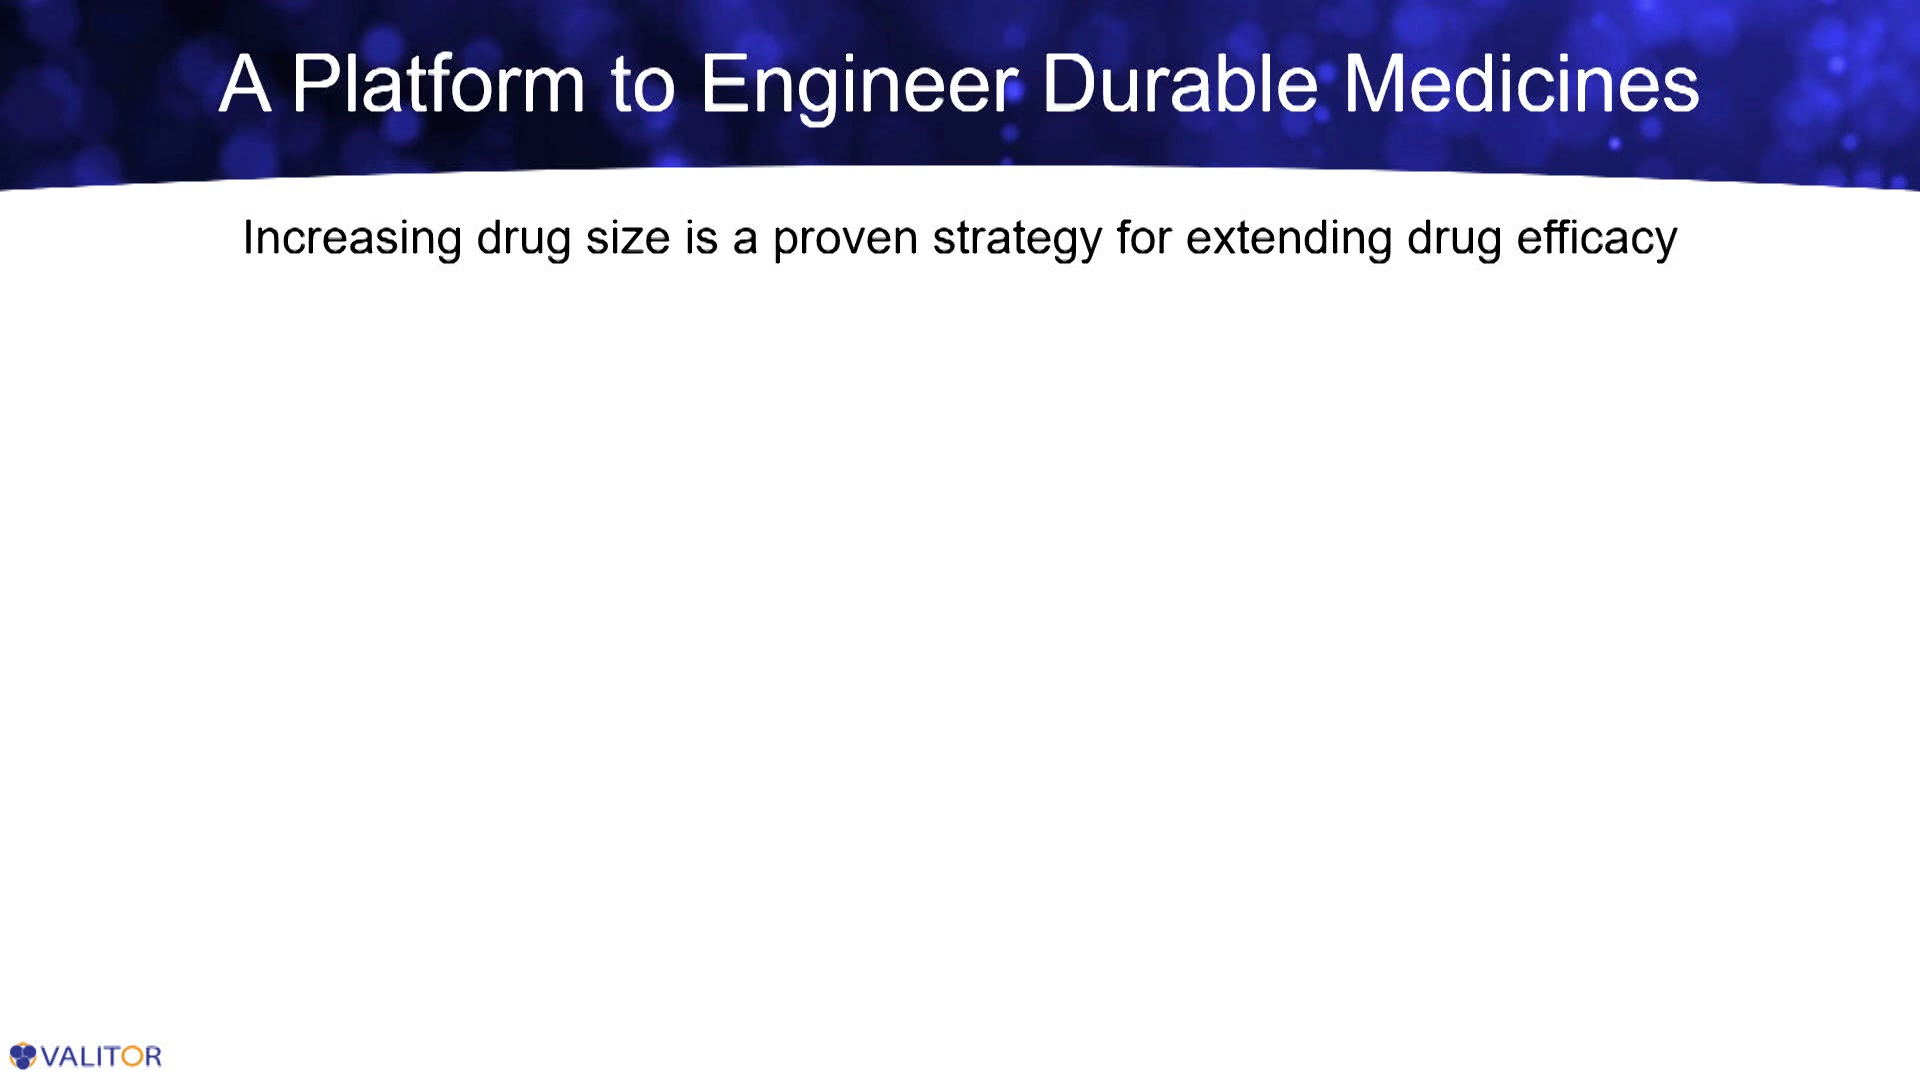 A Platform to Engineer Durable Medicines
Increasing drug size is a proven strategy for extending drug efficacy
VALITOR